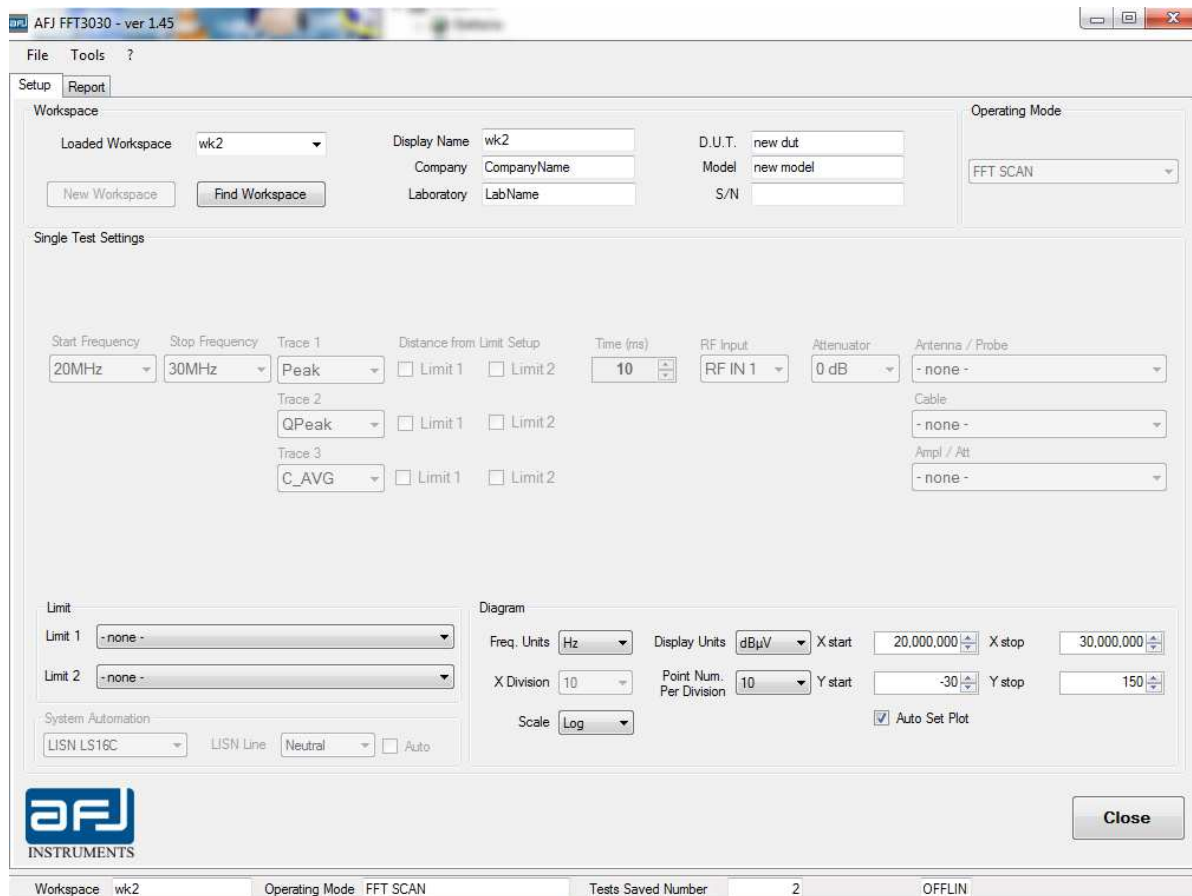 AFJ FFT3030 - ver 1.45
File Tools ?
Setup Report
Workspace
Operating Mode
Loaded Workspace wk2
Display Name wk2
D.U.T. new dut
Company CompanyName
Model new model
FFT SCAN
New Workspace Find Workspace
Laboratory LabName
S/N
Single Test Settings
Start Frequency Stop Frequency Trace 1 Distance from Limit Setup Time (ms) RF Input Attenuator Antenna / Probe
20MHz 30MHz Peak Limit 1 Limit 2 10 RF IN 1 0 dB - none -
Trace 2 Cable
QPeak Limit 1 Limit 2 - none -
Trace 3 Ampl / Att
C_AVG Limit 1 Limit 2 - none -
Limit
Limit 1 - none -
Limit 2 - none -
System Automation
LISN LS16C LISN Line Neutral Auto
Diagram
Freq. Units Hz Display Units dBµV X start 20,000,000 X stop 30,000,000
X Division 10 Point Num. Per Division 10 Y start -30 Y stop 150
Scale Log Auto Set Plot
AFJ
INSTRUMENTS
Close
Workspace wk2 Operating Mode FFT SCAN Tests Saved Number 2 OFFLIN